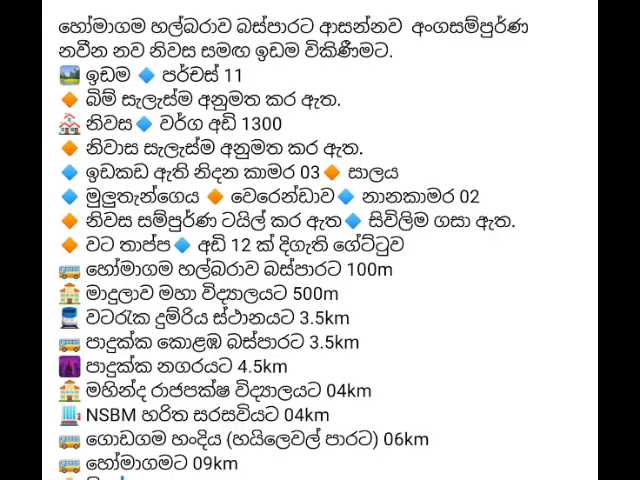 හෝමාගම හල්බරාව බස්පාරට ආසන්නව අංගසම්පුර්ණ
නවීන නව නිවස සමඟ ඉඩම විකිණීමට.
🏞️ ඉඩම 🔷 පර්චස් 11
🔶 බිම් සැලැස්ම අනුමත කර ඇත.
🏘️ නිවස🔷 වර්ග අඩි 1300
🔶 නිවාස සැලැස්ම අනුමත කර ඇත.
🔷 ඉඩකඩ ඇති නිදන කාමර 03🔶 සාලය
🔷 මුලුතැන්ගෙය 🔶 වෙරෙන්ඩාව🔷 නානකාමර 02
🔶 නිවස සම්පුර්ණ ටයිල් කර ඇත🔷 සිවිලිම ගසා ඇත.
🔶 වට තාප්ප🔷 අඩි 12 ක් දිගැති ගේට්ටුව
🚌 හෝමාගම හල්බරාව බස්පාරට 100m
🏫 මාදුලාව මහා විද්‍යාලයට 500m
🚆 වටරැක දුම්රිය ස්ථානයට 3.5km
🚌 පාදුක්ක කොළඹ බස්පාරට 3.5km
🌆 පාදුක්ක නගරයට 4.5km
🏫 මහින්ද රාජපක්ෂ විද්‍යාලයට 04km
🏢 NSBM හරිත සරසවියට 04km
🚌 ගොඩගම හංදිය (හයිලෙවල් පාරට) 06km
🚌 හෝමාගමට 09km